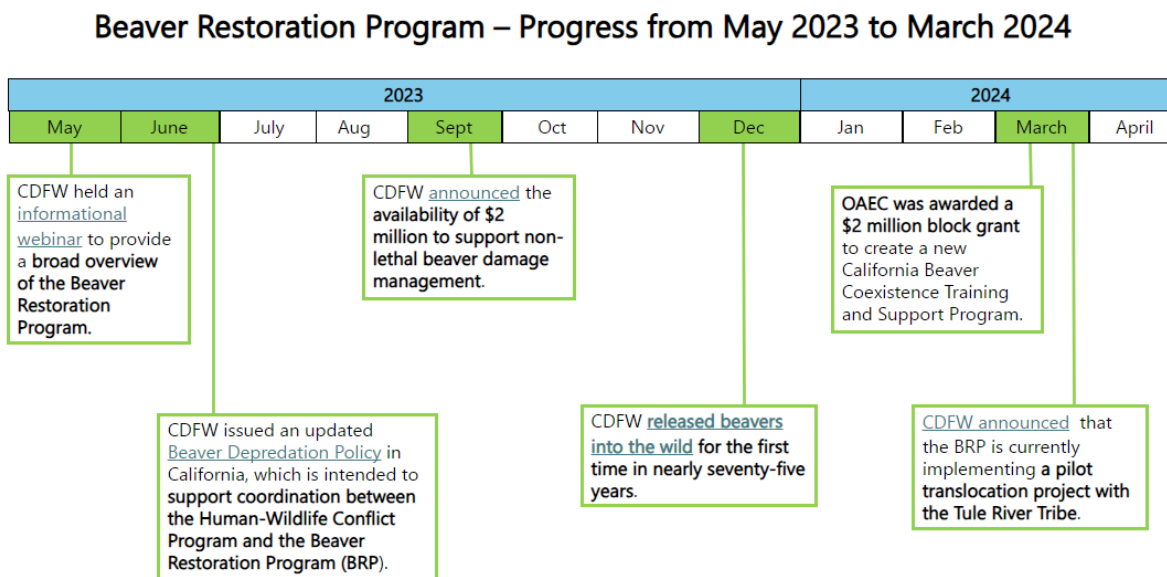 Beaver Restoration Program – Progress from May 2023 to March 2024
2023
2024
May
June
July
Aug
Sept
Oct
Nov
Dec
Jan
Feb
March
April
CDFW held an
informational
webinar to provide
a broad overview
of the Beaver
Restoration
Program.
CDFW issued an updated
Beaver Depredation Policy in
California, which is intended to
support coordination between
the Human-Wildlife Conflict
Program and the Beaver
Restoration Program (BRP).
CDFW announced the
availability of $2
million to support non-
lethal beaver damage
management.
CDFW released beavers
into the wild for the first
time in nearly seventy-five
years.
OAEC was awarded a
$2 million block grant
to create a new
California Beaver
Coexistence Training
and Support Program.
CDFW announced that
the BRP is currently
implementing a pilot
translocation project with
the Tule River Tribe.